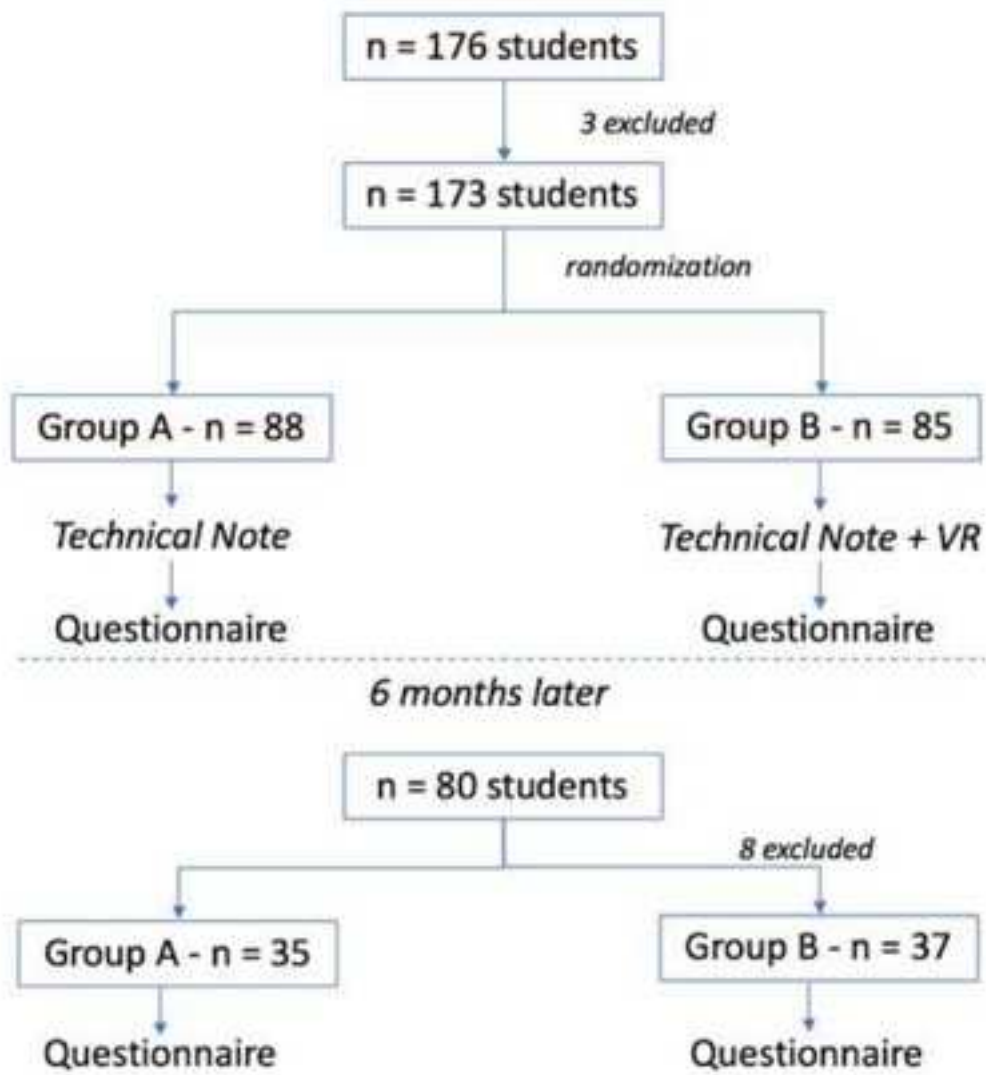 n = 176 students
3 excluded
n = 173 students
randomization
Group A - n = 88
Group B - n = 85
Technical Note
Technical Note + VR
Questionnaire
Questionnaire
6 months later
n = 80 students
8 excluded
Group A - n = 35
Group B - n = 37
Questionnaire
Questionnaire